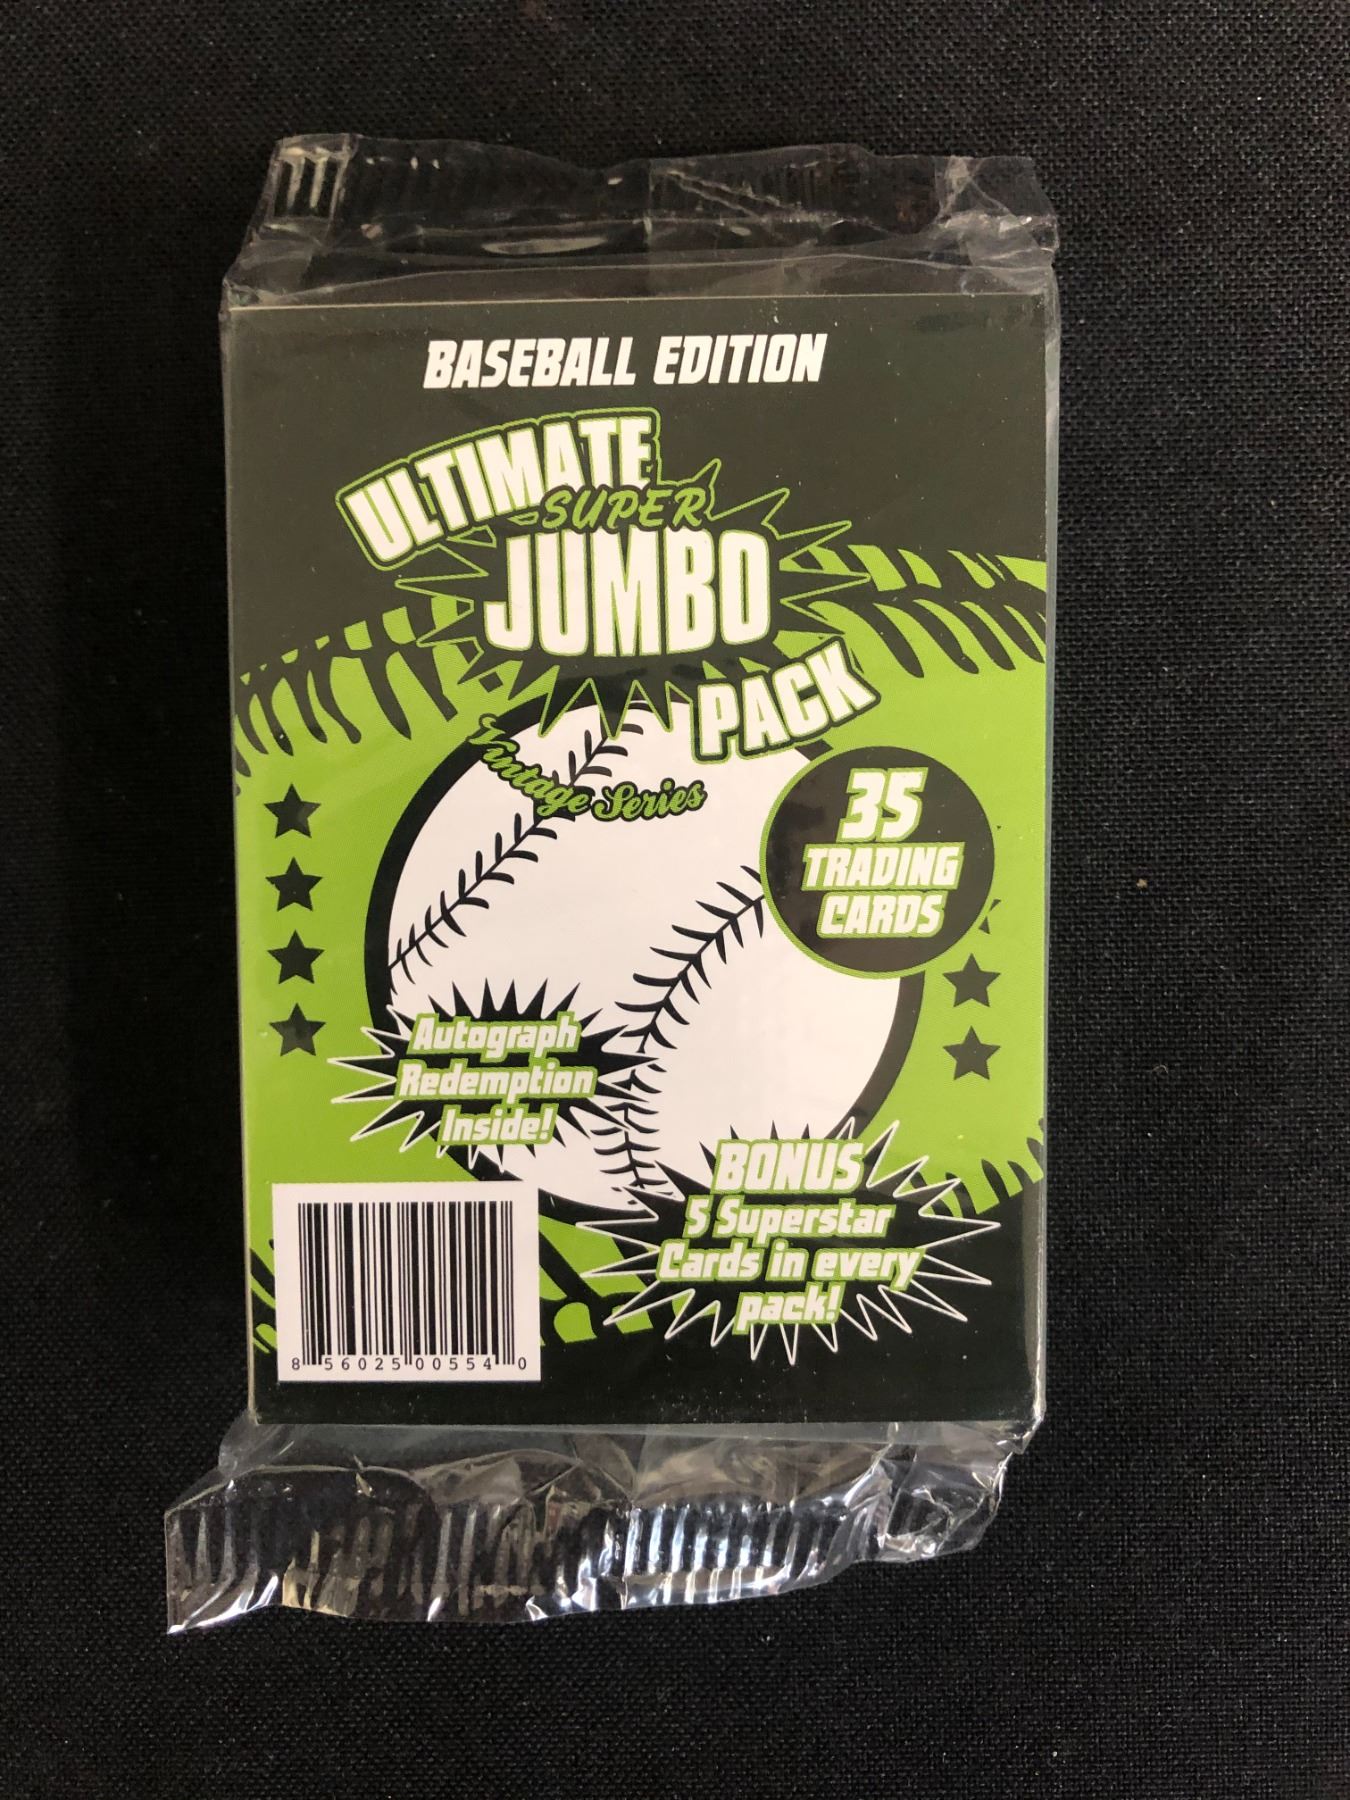 BASEBALL EDITION
ULTIMATE
SUPER
JUMBO
PACK
Vintage Series
35
TRADING
CARDS
Autograph
Redemption
Inside!
BONUS
5 Superstar
Cards in every
pack!
8 56025 00554 0